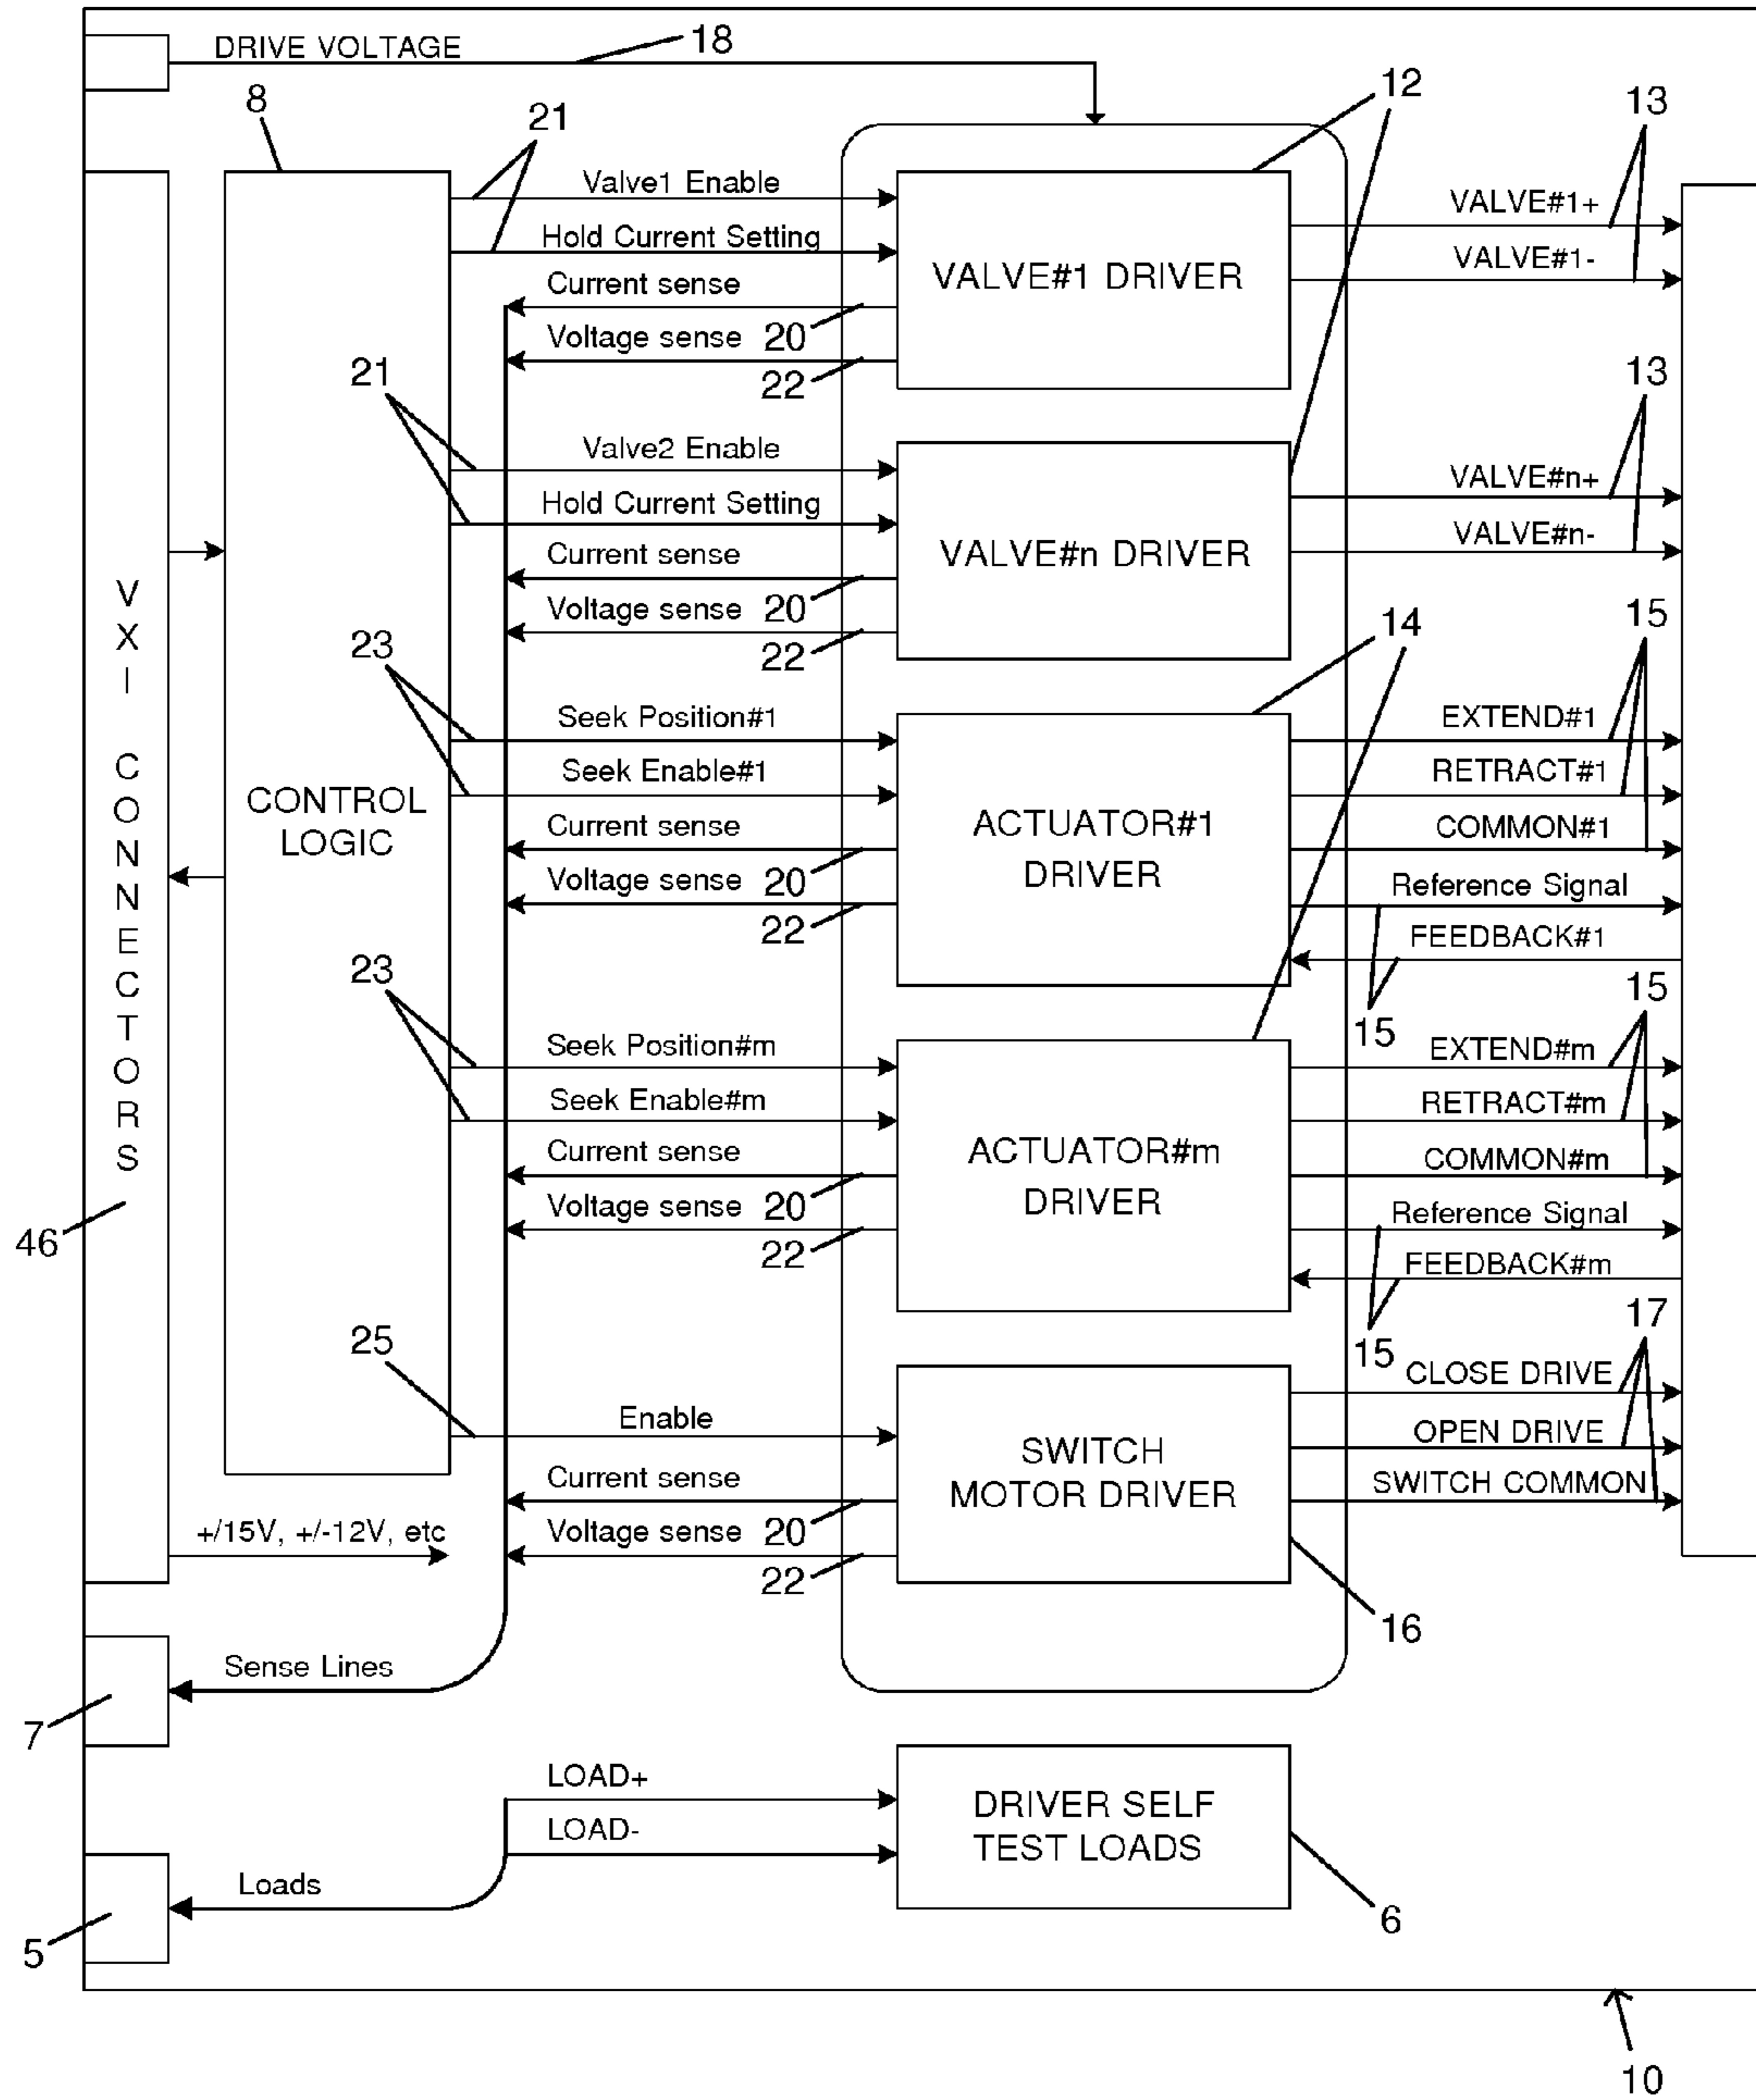 DRIVE VOLTAGE
18
8
21
12
13
Valve1 Enable
Hold Current Setting
Current sense
Voltage sense
20
22
VALVE#1 DRIVER
VALVE#1+
VALVE#1-
21
13
Valve2 Enable
Hold Current Setting
Current sense
Voltage sense
20
22
VALVE#n DRIVER
VALVE#n+
VALVE#n-
VXI CONNECTORS
CONTROL
LOGIC
23
14
15
Seek Position#1
Seek Enable#1
Current sense
Voltage sense
20
22
ACTUATOR#1
DRIVER
EXTEND#1
RETRACT#1
COMMON#1
Reference Signal
FEEDBACK#1
15
23
15
Seek Position#m
Seek Enable#m
Current sense
Voltage sense
20
22
ACTUATOR#m
DRIVER
EXTEND#m
RETRACT#m
COMMON#m
Reference Signal
FEEDBACK#m
15
46
25
17
Enable
Current sense
Voltage sense
20
22
SWITCH
MOTOR DRIVER
CLOSE DRIVE
OPEN DRIVE
SWITCH COMMON
16
+/15V, +/-12V, etc
Sense Lines
7
LOAD+
LOAD-
DRIVER SELF
TEST LOADS
Loads
5
6
10